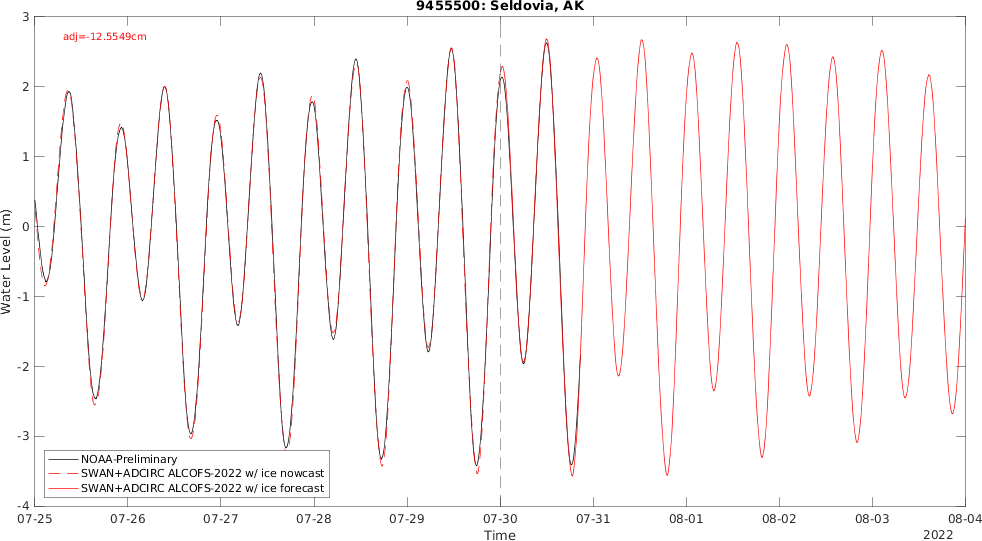 9455500: Seldovia, AK
adj=-12.5549cm
3
2
1
0
-1
-2
-3
-4
Water Level (m)
NOAA-Preliminary
SWAN+ADCIRC ALCOFS-2022 w/ ice nowcast
SWAN+ADCIRC ALCOFS-2022 w/ ice forecast
07-25 07-26 07-27 07-28 07-29 07-30 07-31 08-01 08-02 08-03 08-04
Time
2022